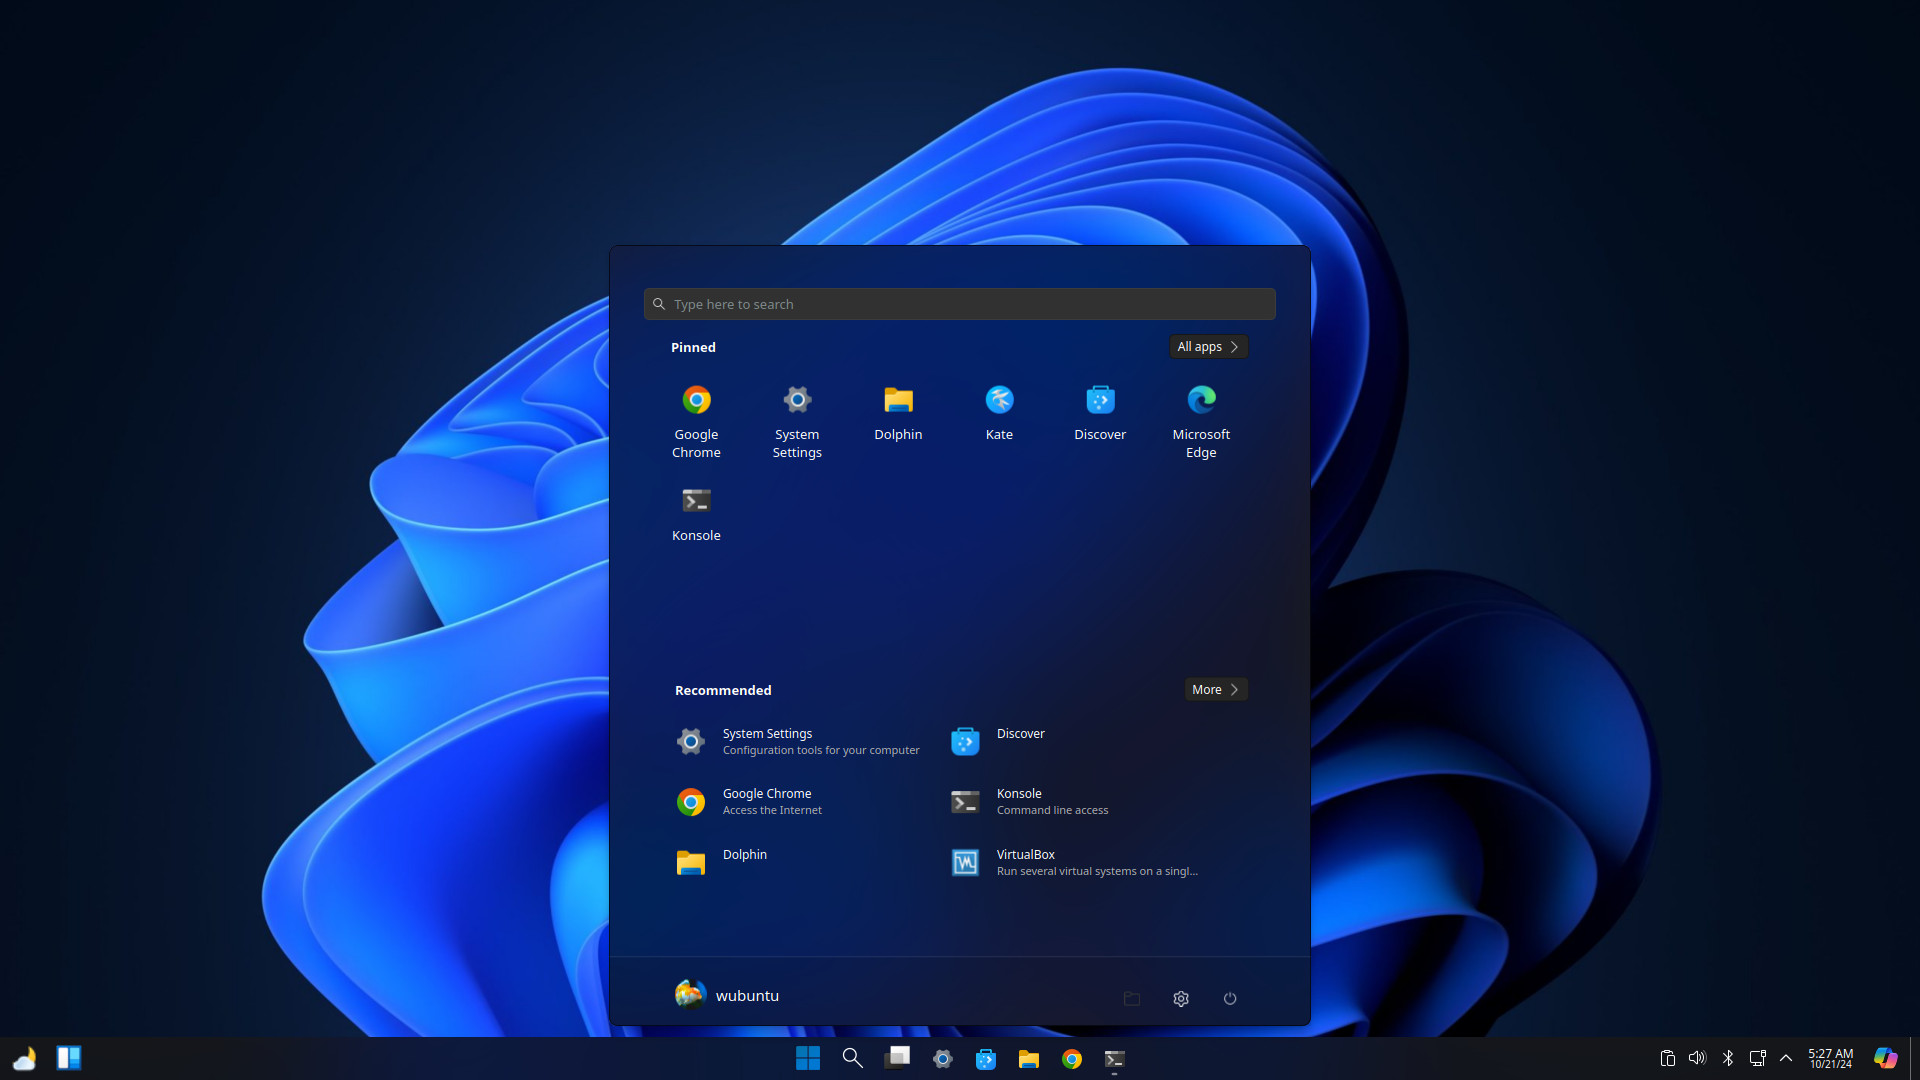 Type here to search
Pinned
All apps
Google
Chrome
System
Settings
Dolphin
Kate
Discover
Microsoft
Edge
Konsole
Recommended
More
System Settings
Configuration tools for your computer
Discover
Google Chrome
Access the Internet
Konsole
Command line access
Dolphin
VirtualBox
Run several virtual systems on a singl...
wubuntu
5:27 AM
10/21/24